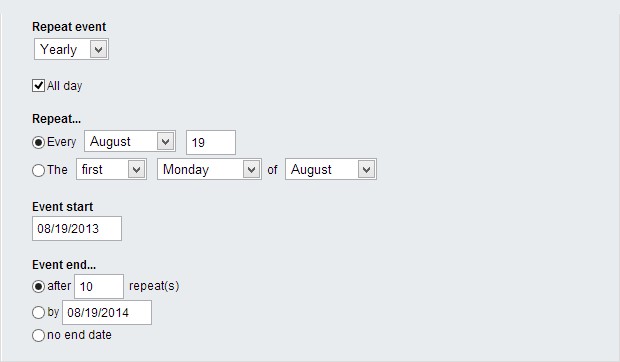 Repeat event
Yearly
All day
Repeat...
Every August 19
The first Monday of August
Event start
08/19/2013
Event end...
after 10 repeat(s)
by 08/19/2014
no end date